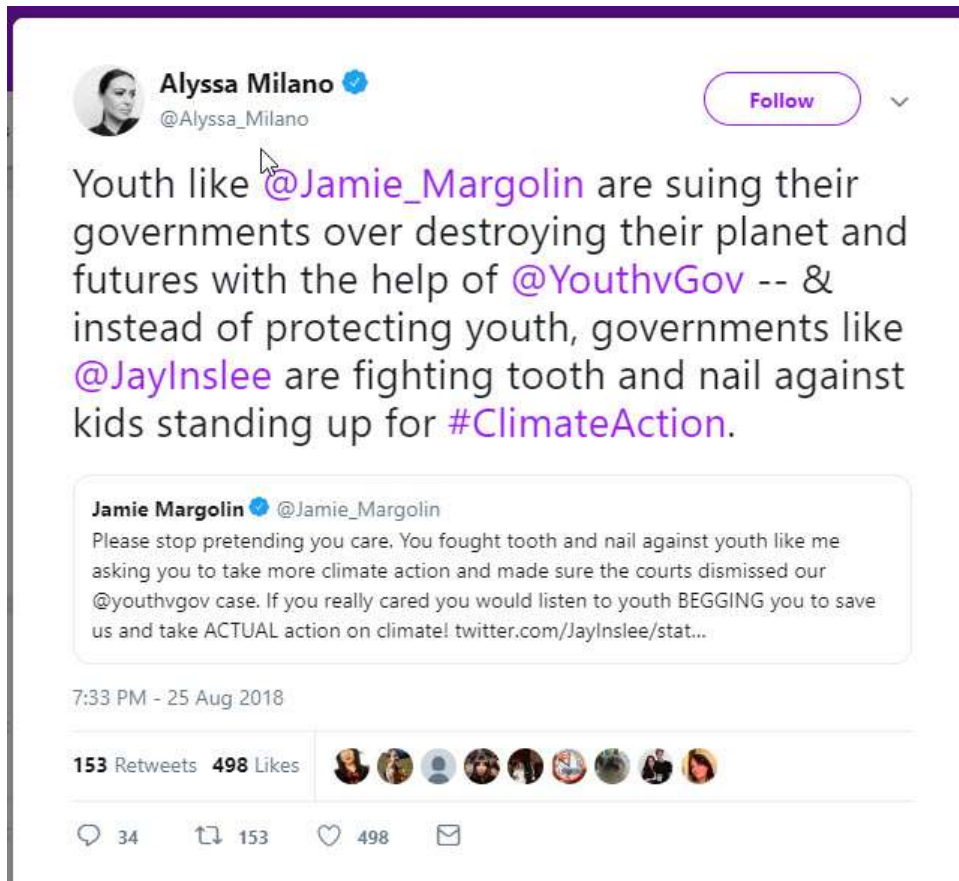 Alyssa Milano
@Alyssa_Milano
Follow
Youth like @Jamie_Margolin are suing their
governments over destroying their planet and
futures with the help of @YouthvGov -- &
instead of protecting youth, governments like
@JayInslee are fighting tooth and nail against
kids standing up for #ClimateAction.
Jamie Margolin @Jamie_Margolin
Please stop pretending you care. You fought tooth and nail against youth like me
asking you to take more climate action and made sure the courts dismissed our
@youthvgov case. If you really cared you would listen to youth BEGGING you to save
us and take ACTUAL action on climate! twitter.com/JayInslee/stat...
7:33 PM - 25 Aug 2018
153 Retweets 498 Likes
34 153 498